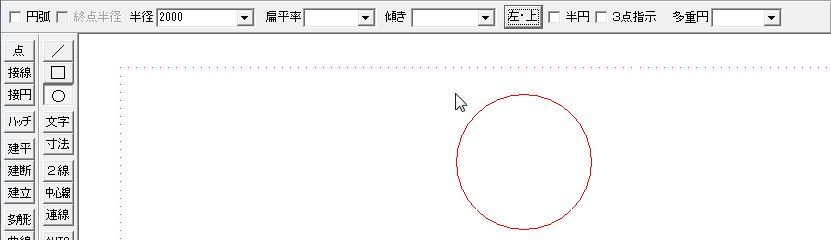 円弧 終点半径 半径 2000 扁平率 傾き 左・上 半円 3点指示 多重円
点 ／
接線 □
接円 ○
ハッチ 文字
建平 寸法
建断 2線
建立 中心線
多角形 連線
曲線 AUTO